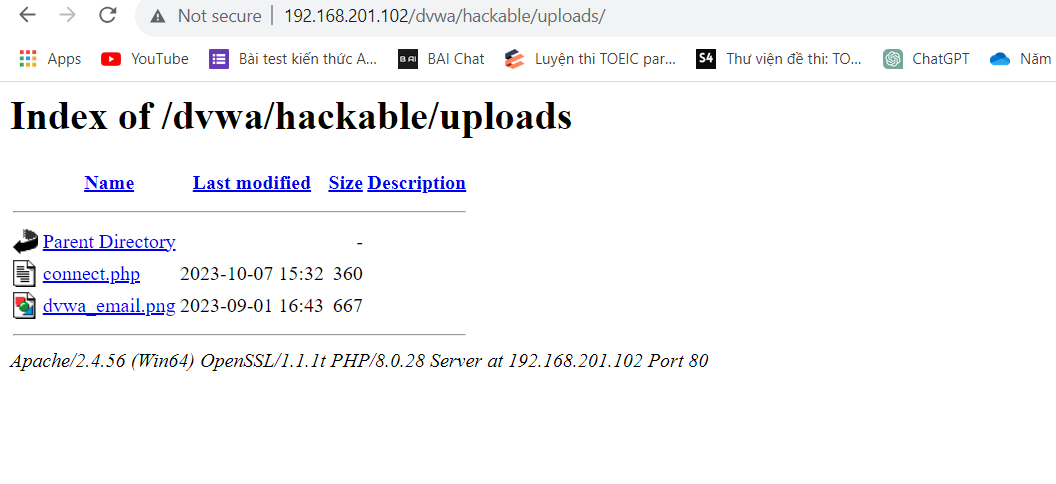 Not secure | 192.168.201.102/dvwa/hackable/uploads/
Apps YouTube Bài test kiến thức A... BAI BAI Chat Luyện thi TOEIC par... S4 Thư viện đề thi: TO... ChatGPT Năm
Index of /dvwa/hackable/uploads
Name Last modified Size Description
Parent Directory -
connect.php 2023-10-07 15:32 360
dvwa_email.png 2023-09-01 16:43 667
Apache/2.4.56 (Win64) OpenSSL/1.1.1t PHP/8.0.28 Server at 192.168.201.102 Port 80